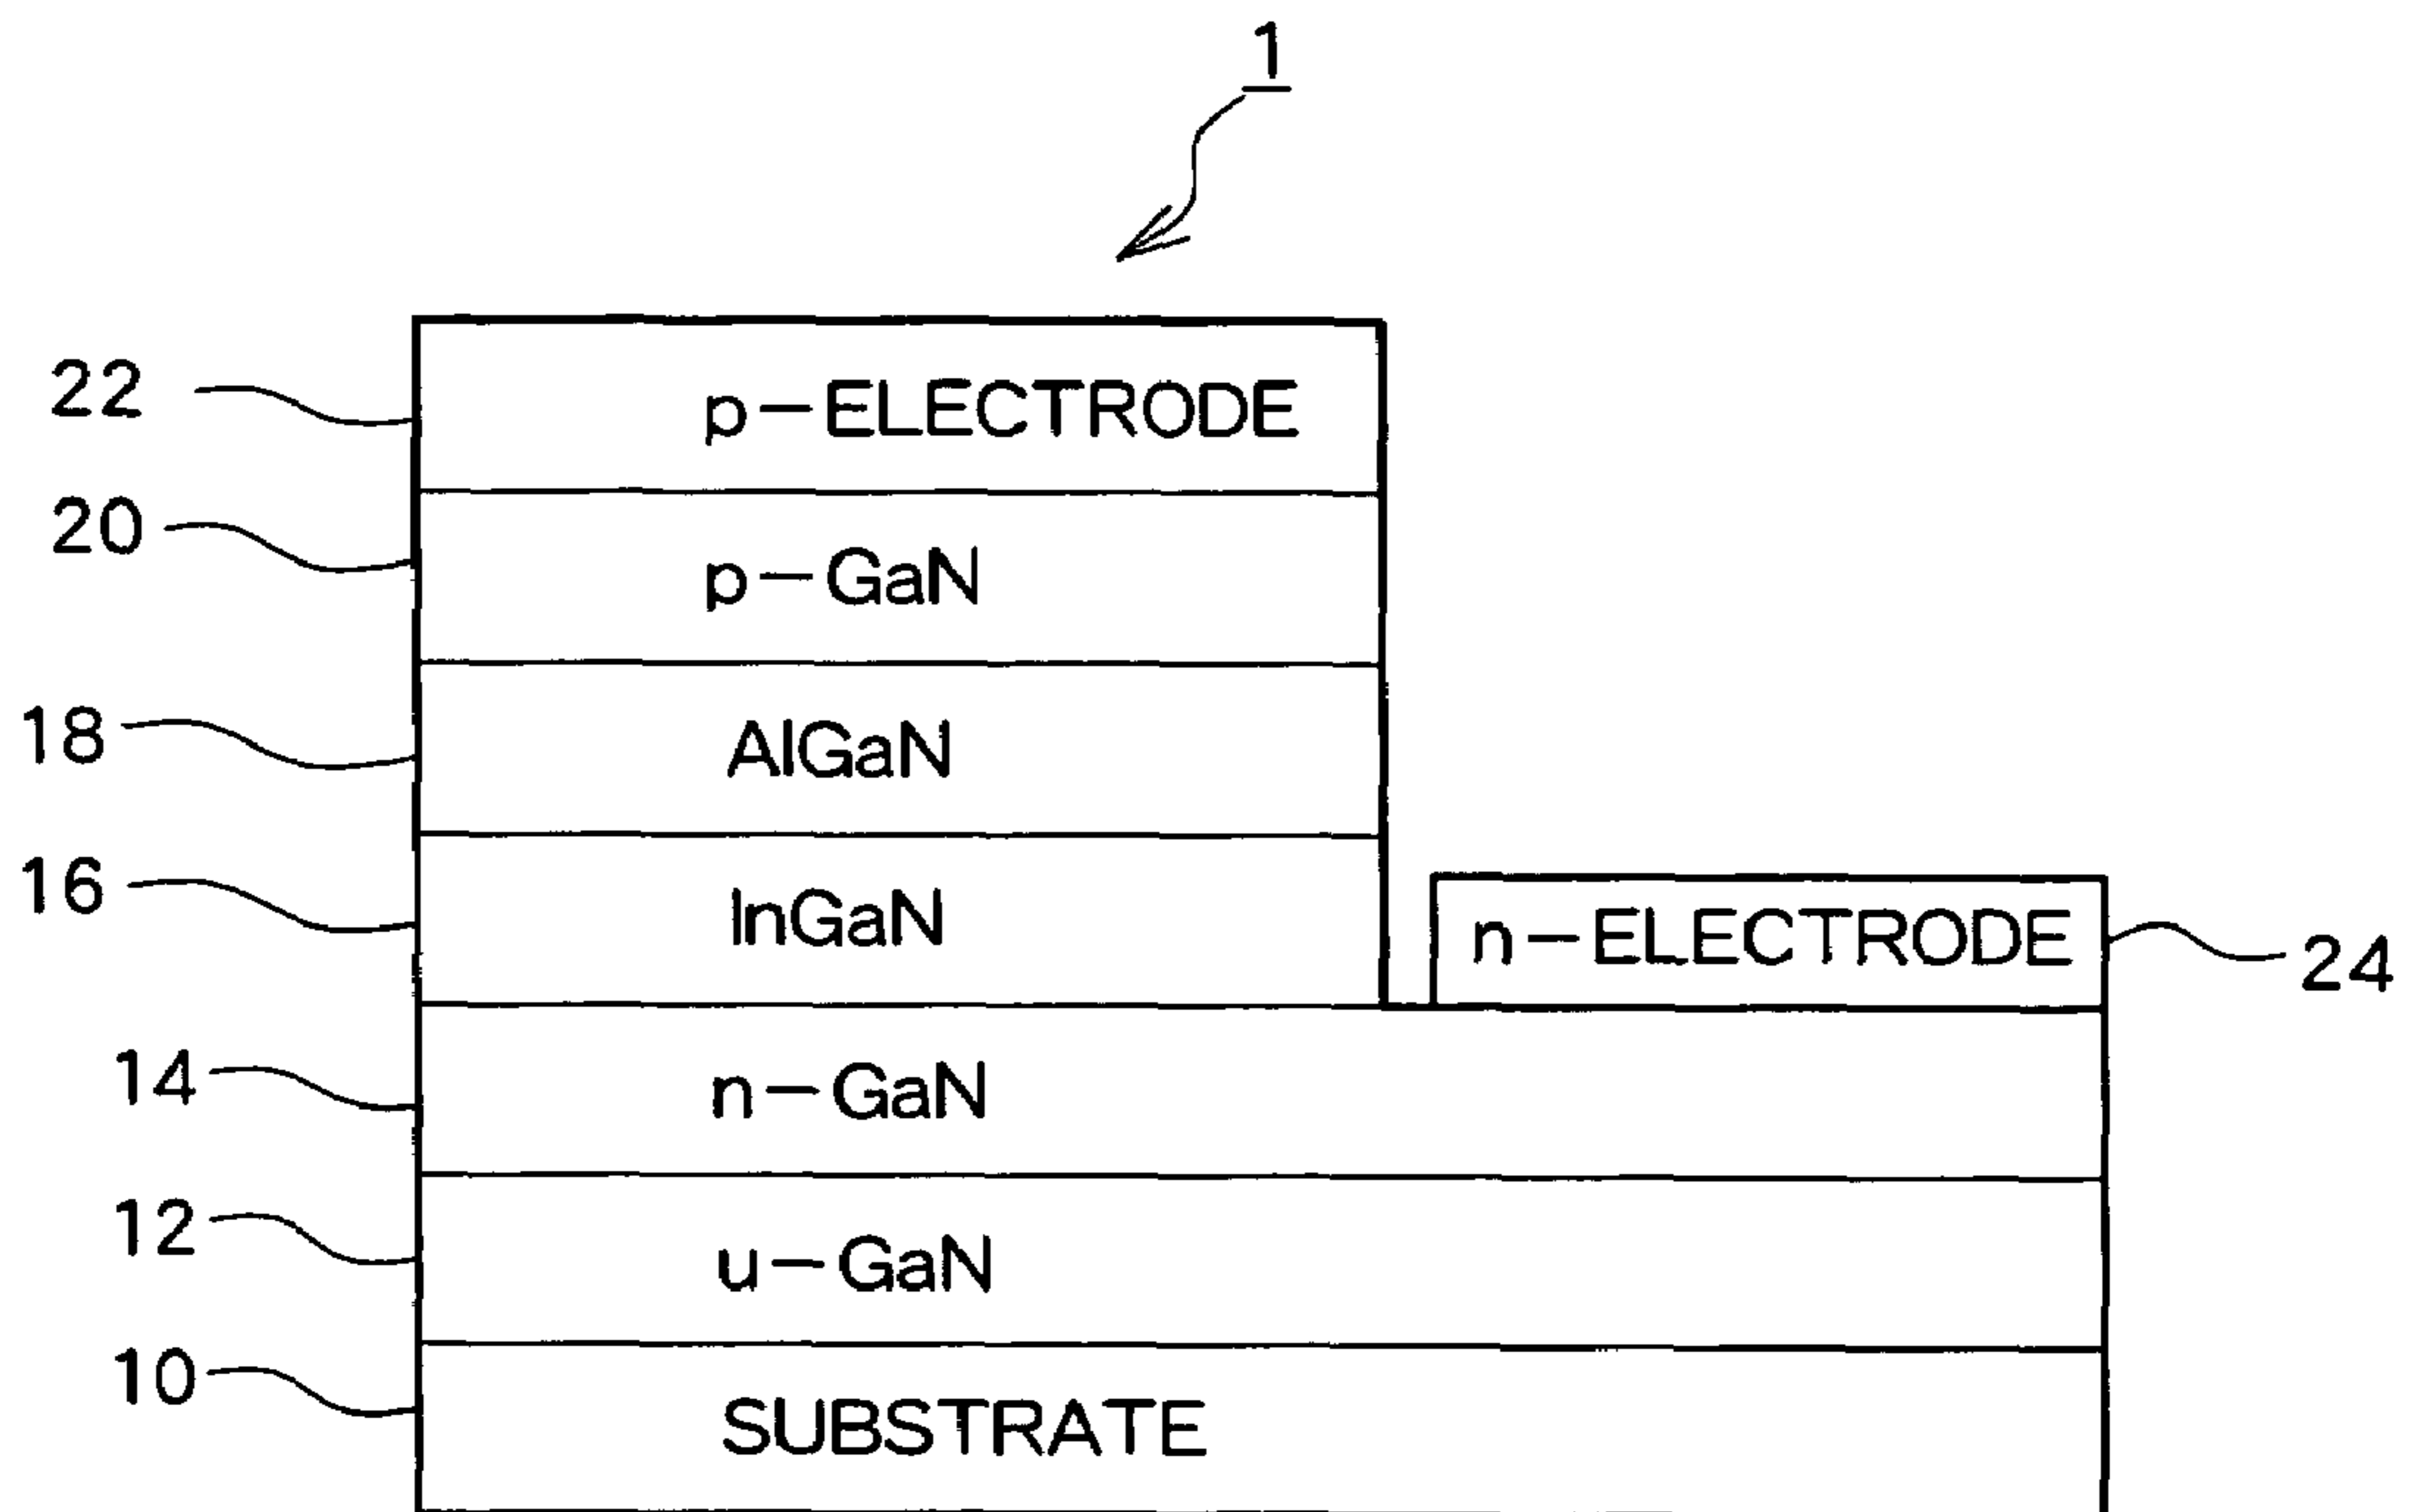 1
22 p-ELECTRODE
20 p-GaN
18 AlGaN
16 InGaN
n-ELECTRODE 24
14 n-GaN
12 u-GaN
10 SUBSTRATE